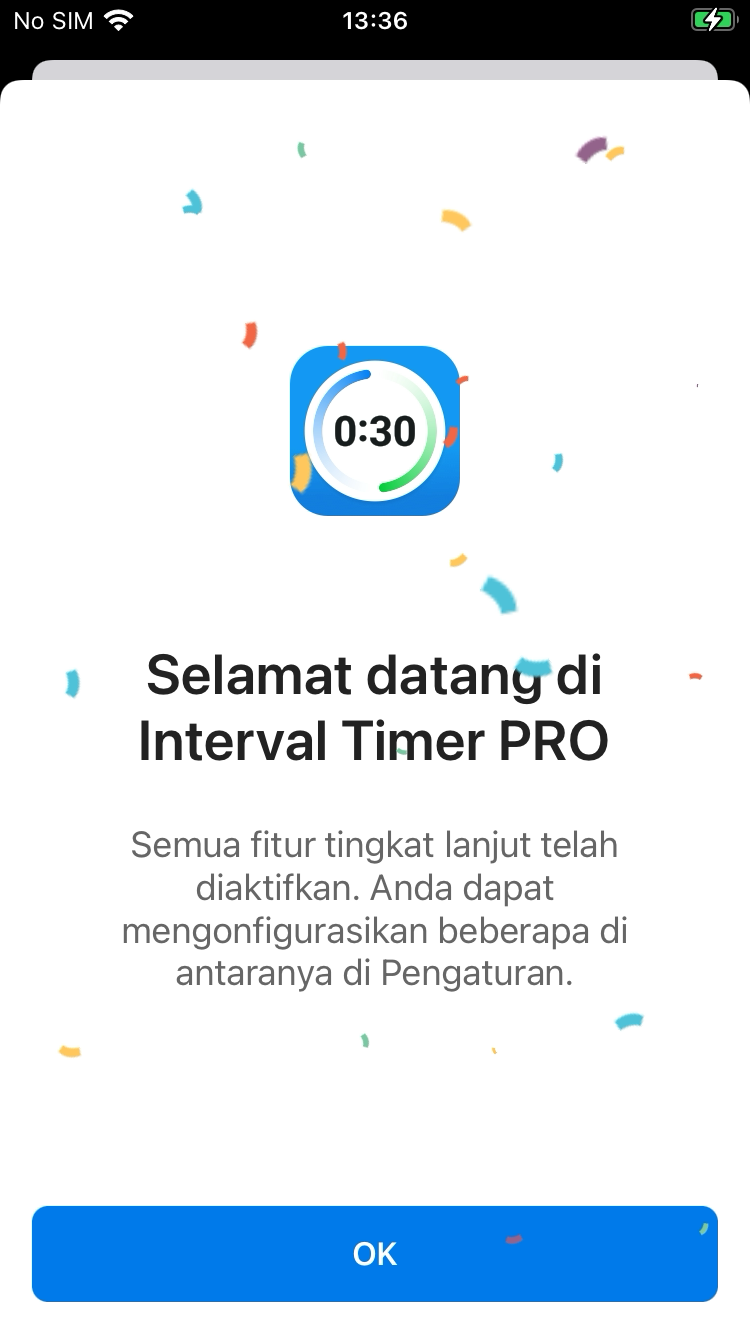 No SIM 13:36
0:30
Selamat datang di
Interval Timer PRO
Semua fitur tingkat lanjut telah
diaktifkan. Anda dapat
mengonfigurasikan beberapa di
antaranya di Pengaturan.
OK